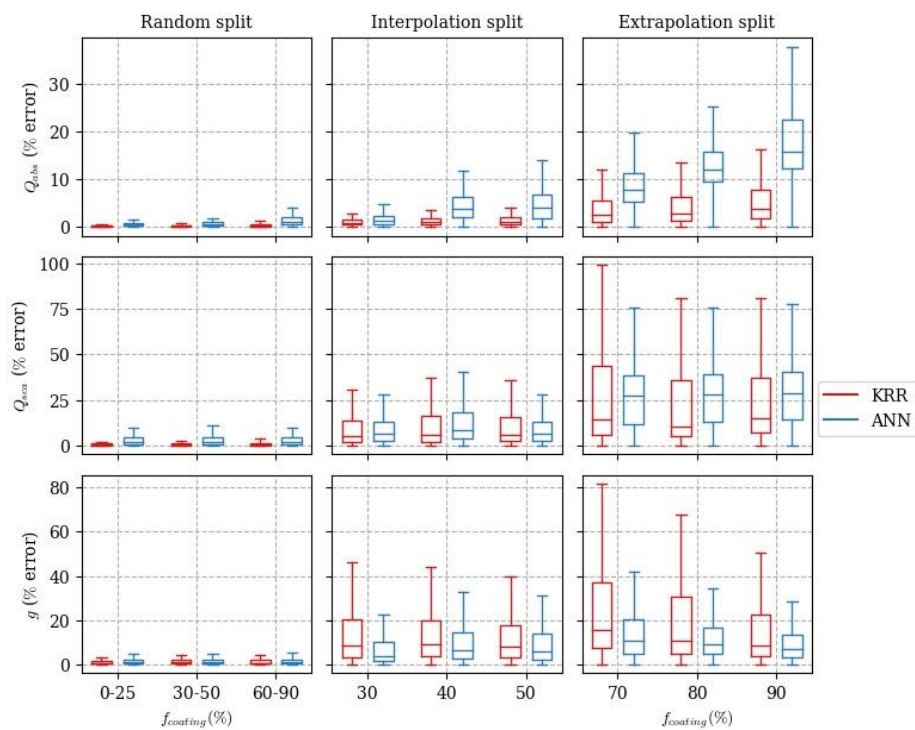 Random split
Interpolation split
Extrapolation split
Q_abs (% error)
30
20
10
0
Q_sca (% error)
100
75
50
25
0
KRR
ANN
g (% error)
80
60
40
20
0
0-25 30-50 60-90
30 40 50
70 80 90
f_coating(%)
f_coating(%)
f_coating(%)